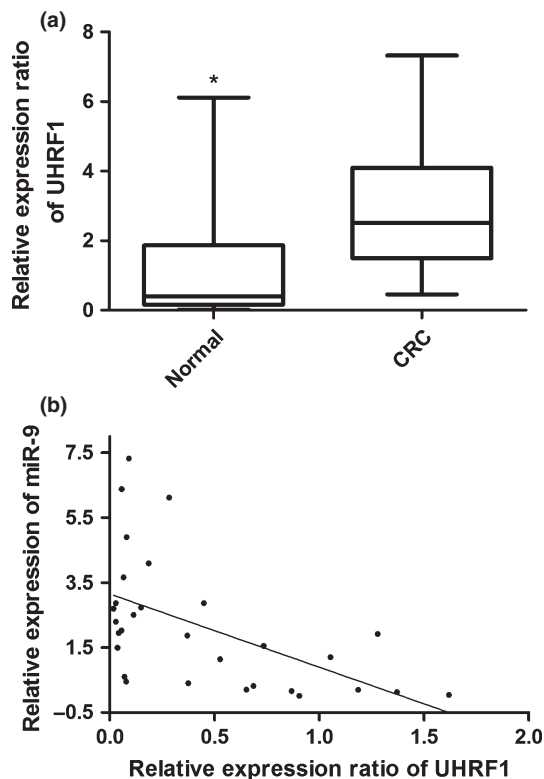 (a)
Relative expression ratio
of UHRF1
8
6
4
2
0
*
Normal
CRC
(b)
Relative expression of miR-9
7.5
5.5
3.5
1.5
–0.5
0.0
0.5
1.0
1.5
2.0
Relative expression ratio of UHRF1